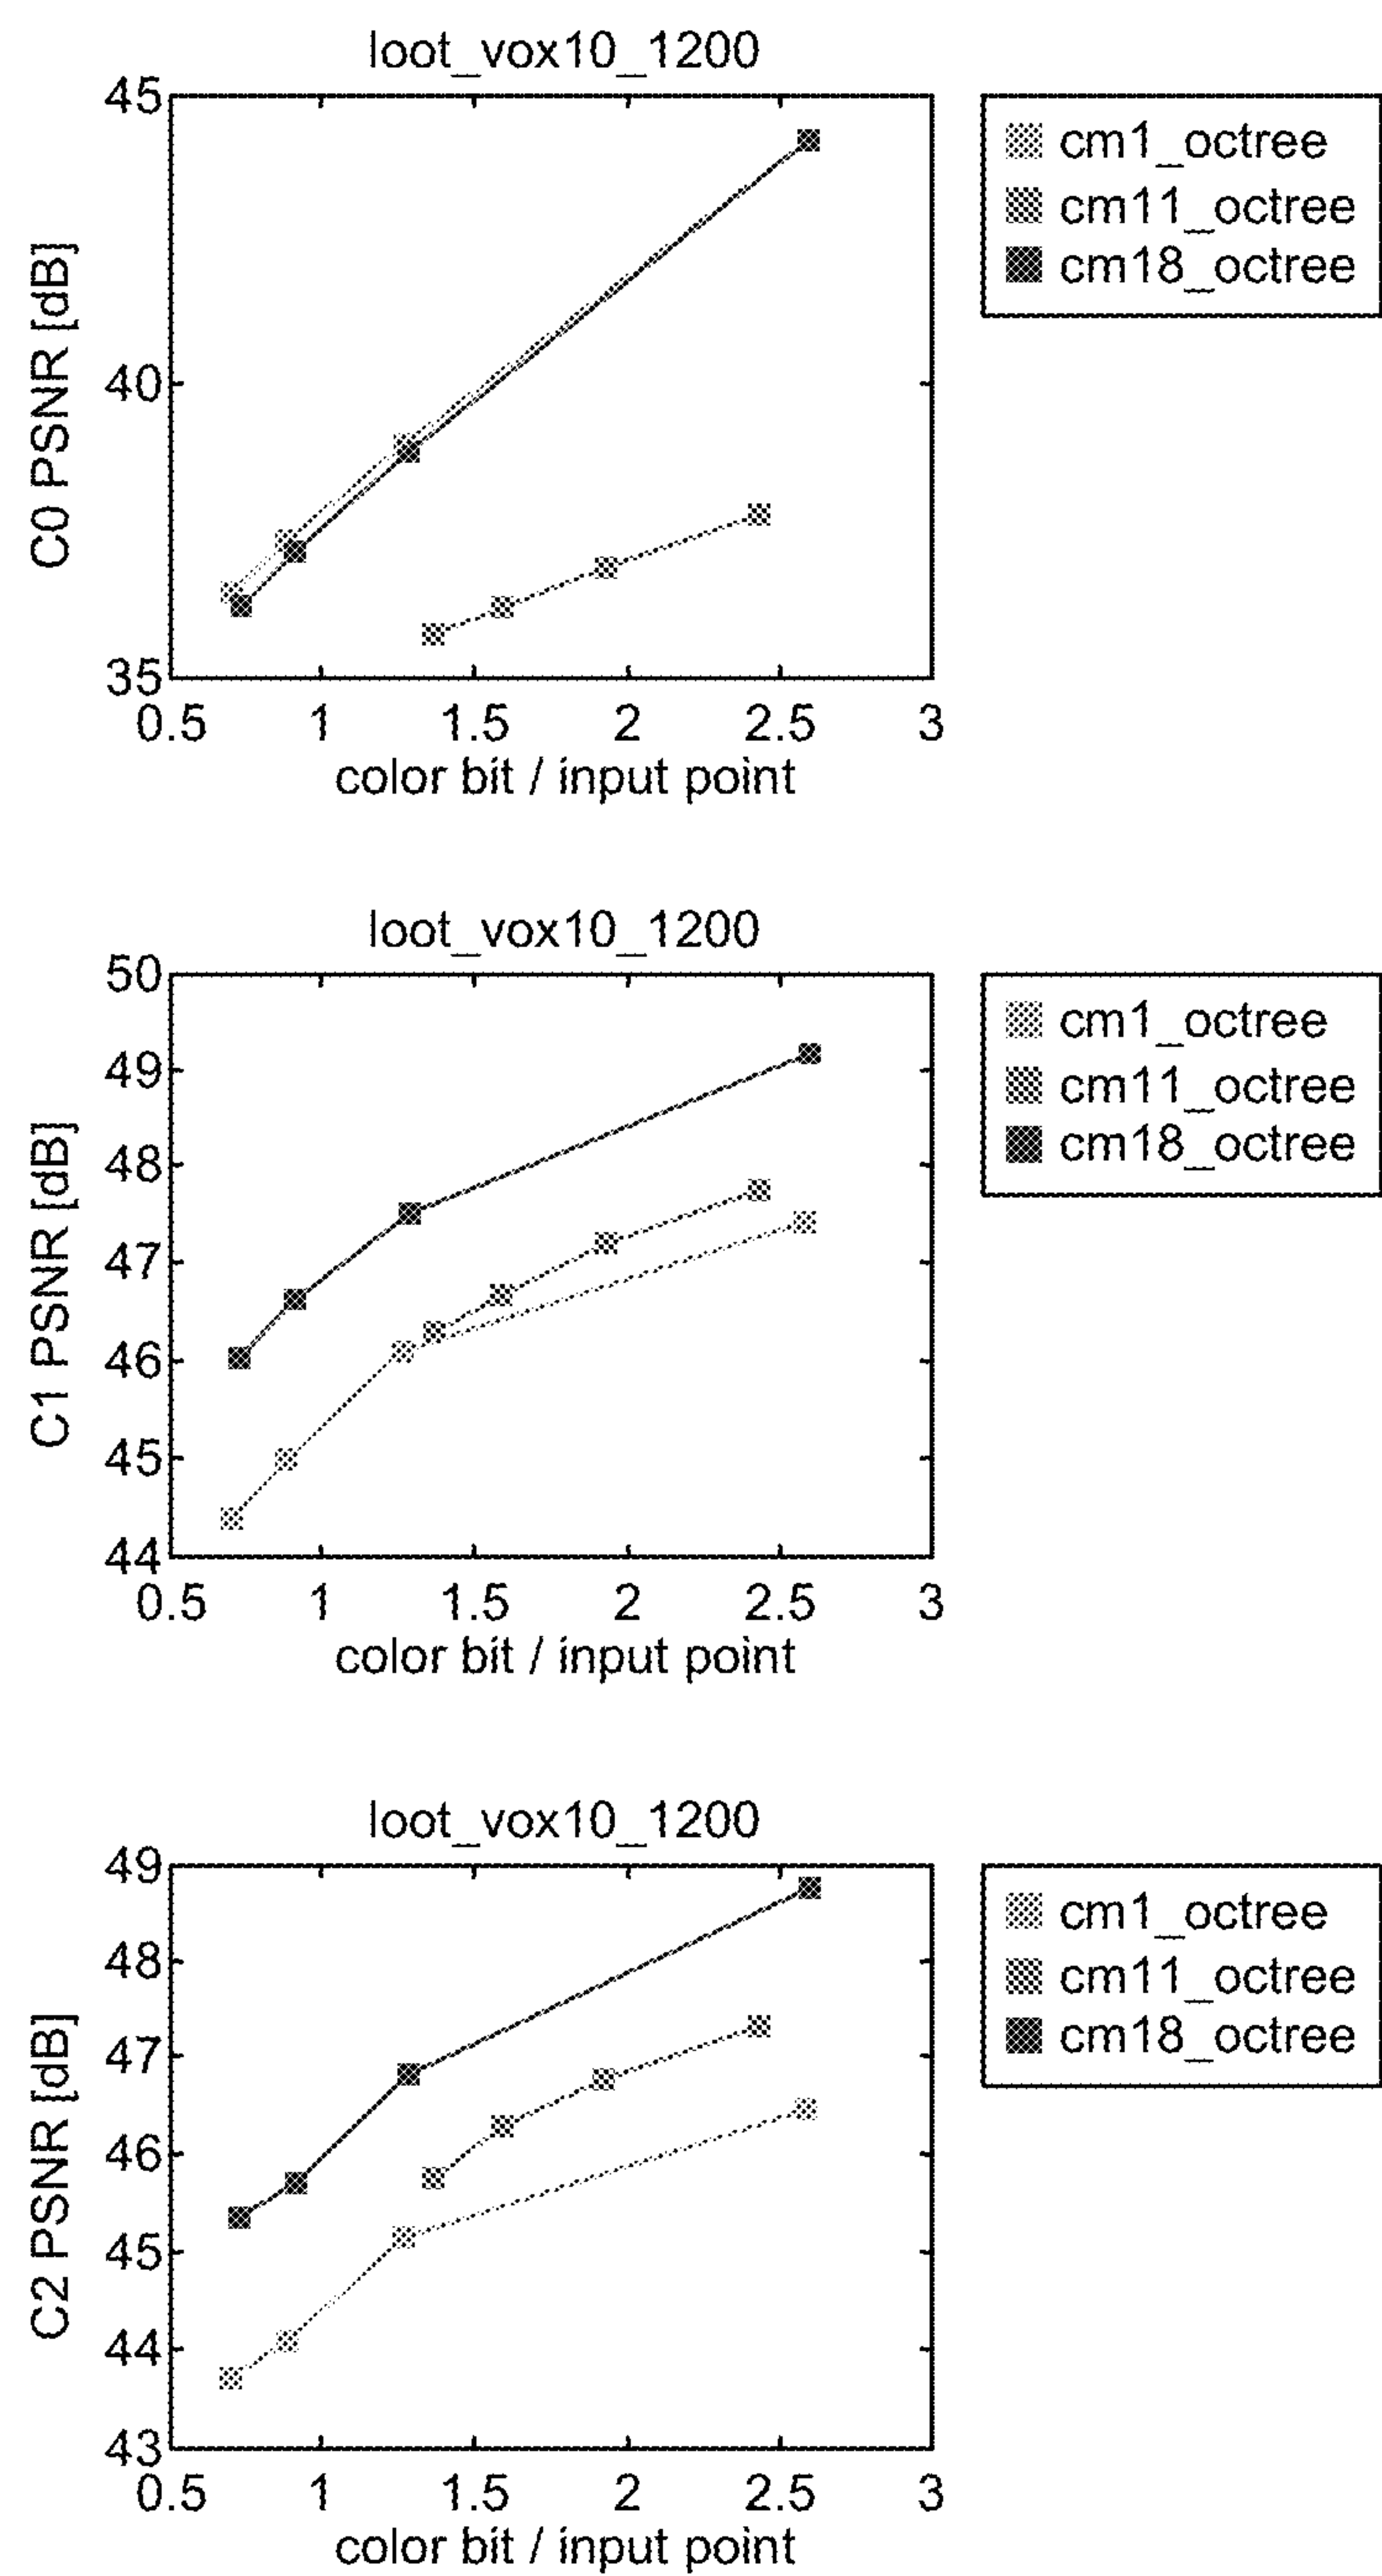 loot_vox10_1200
45
40
35
C0 PSNR [dB]
0.5 1 1.5 2 2.5 3
color bit / input point
cm1_octree
cm11_octree
cm18_octree
loot_vox10_1200
50
49
48
47
46
45
44
C1 PSNR [dB]
0.5 1 1.5 2 2.5 3
color bit / input point
cm1_octree
cm11_octree
cm18_octree
loot_vox10_1200
49
48
47
46
45
44
43
C2 PSNR [dB]
0.5 1 1.5 2 2.5 3
color bit / input point
cm1_octree
cm11_octree
cm18_octree